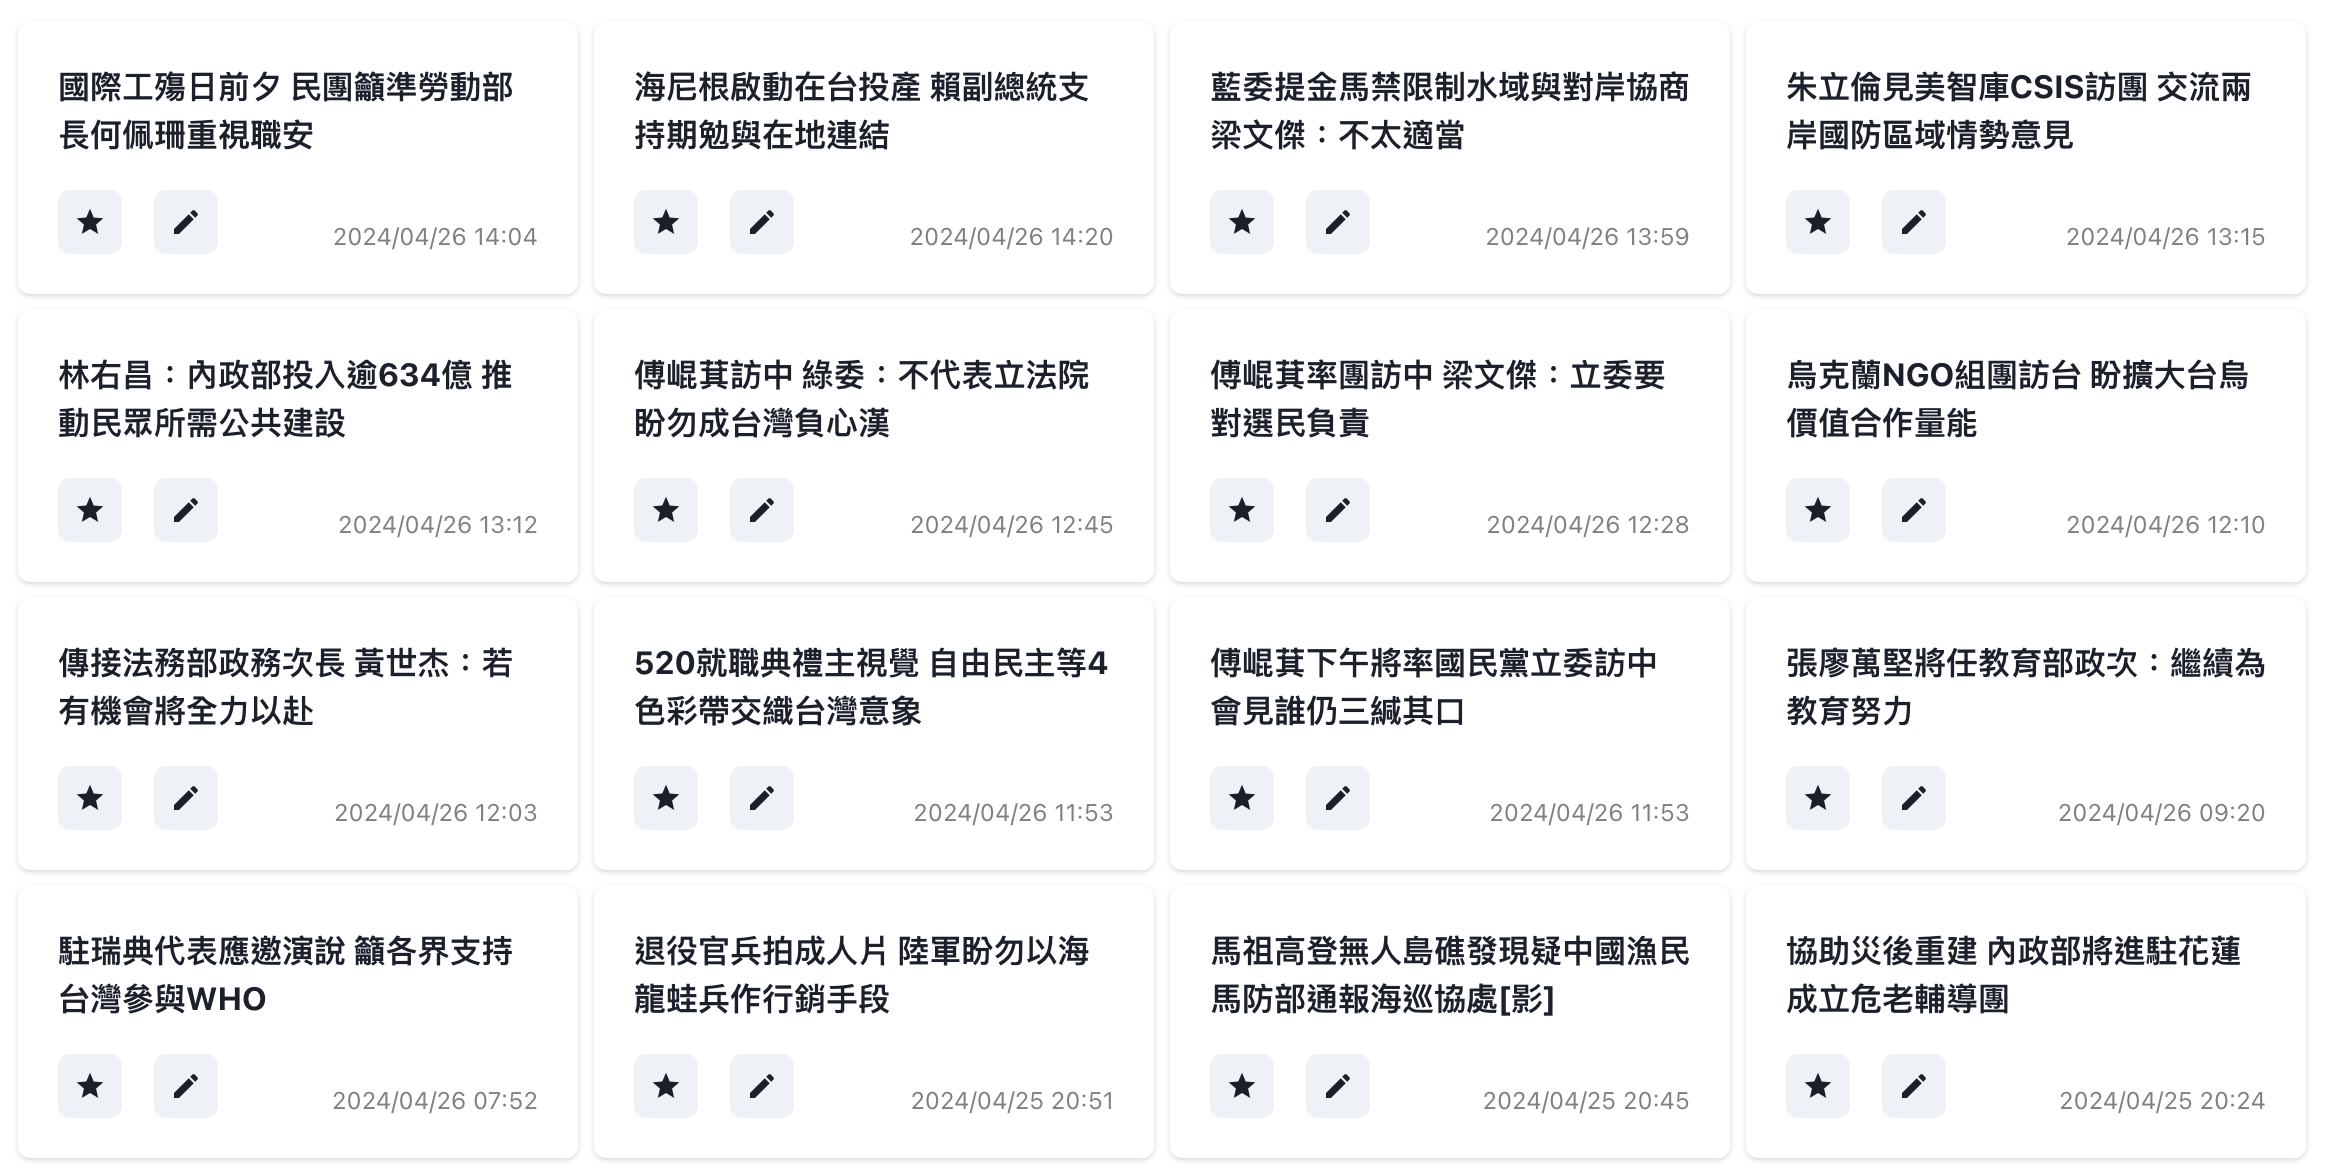 國際工殤日前夕 民團籲準勞動部
長何佩珊重視職安
2024/04/26 14:04
海尼根啟動在台投產 賴副總統支
持期勉與在地連結
2024/04/26 14:20
藍委提金馬禁限制水域與對岸協商
梁文傑：不太適當
2024/04/26 13:59
朱立倫見美智庫CSIS訪團 交流兩
岸國防區域情勢意見
2024/04/26 13:15
林右昌：內政部投入逾634億 推
動民眾所需公共建設
2024/04/26 13:12
傅崐萁訪中 綠委：不代表立法院
盼勿成台灣負心漢
2024/04/26 12:45
傅崐萁率團訪中 梁文傑：立委要
對選民負責
2024/04/26 12:28
烏克蘭NGO組團訪台 盼擴大台烏
價值合作量能
2024/04/26 12:10
傳接法務部政務次長 黃世杰：若
有機會將全力以赴
2024/04/26 12:03
520就職典禮主視覺 自由民主等4
色彩帶交織台灣意象
2024/04/26 11:53
傅崐萁下午將率國民黨立委訪中
會見誰仍三緘其口
2024/04/26 11:53
張廖萬堅將任教育部政次：繼續為
教育努力
2024/04/26 09:20
駐瑞典代表應邀演說 籲各界支持
台灣參與WHO
2024/04/26 07:52
退役官兵拍成人片 陸軍盼勿以海
龍蛙兵作行銷手段
2024/04/25 20:51
馬祖高登無人島礁發現疑中國漁民
馬防部通報海巡協處[影]
2024/04/25 20:45
協助災後重建 內政部將進駐花蓮
成立危老輔導團
2024/04/25 20:24